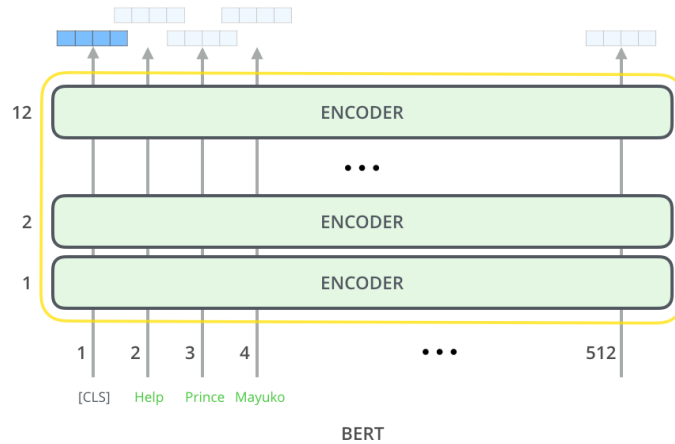 12 ENCODER
•••
2 ENCODER
1 ENCODER
1 2 3 4 ••• 512
[CLS] Help Prince Mayuko
BERT